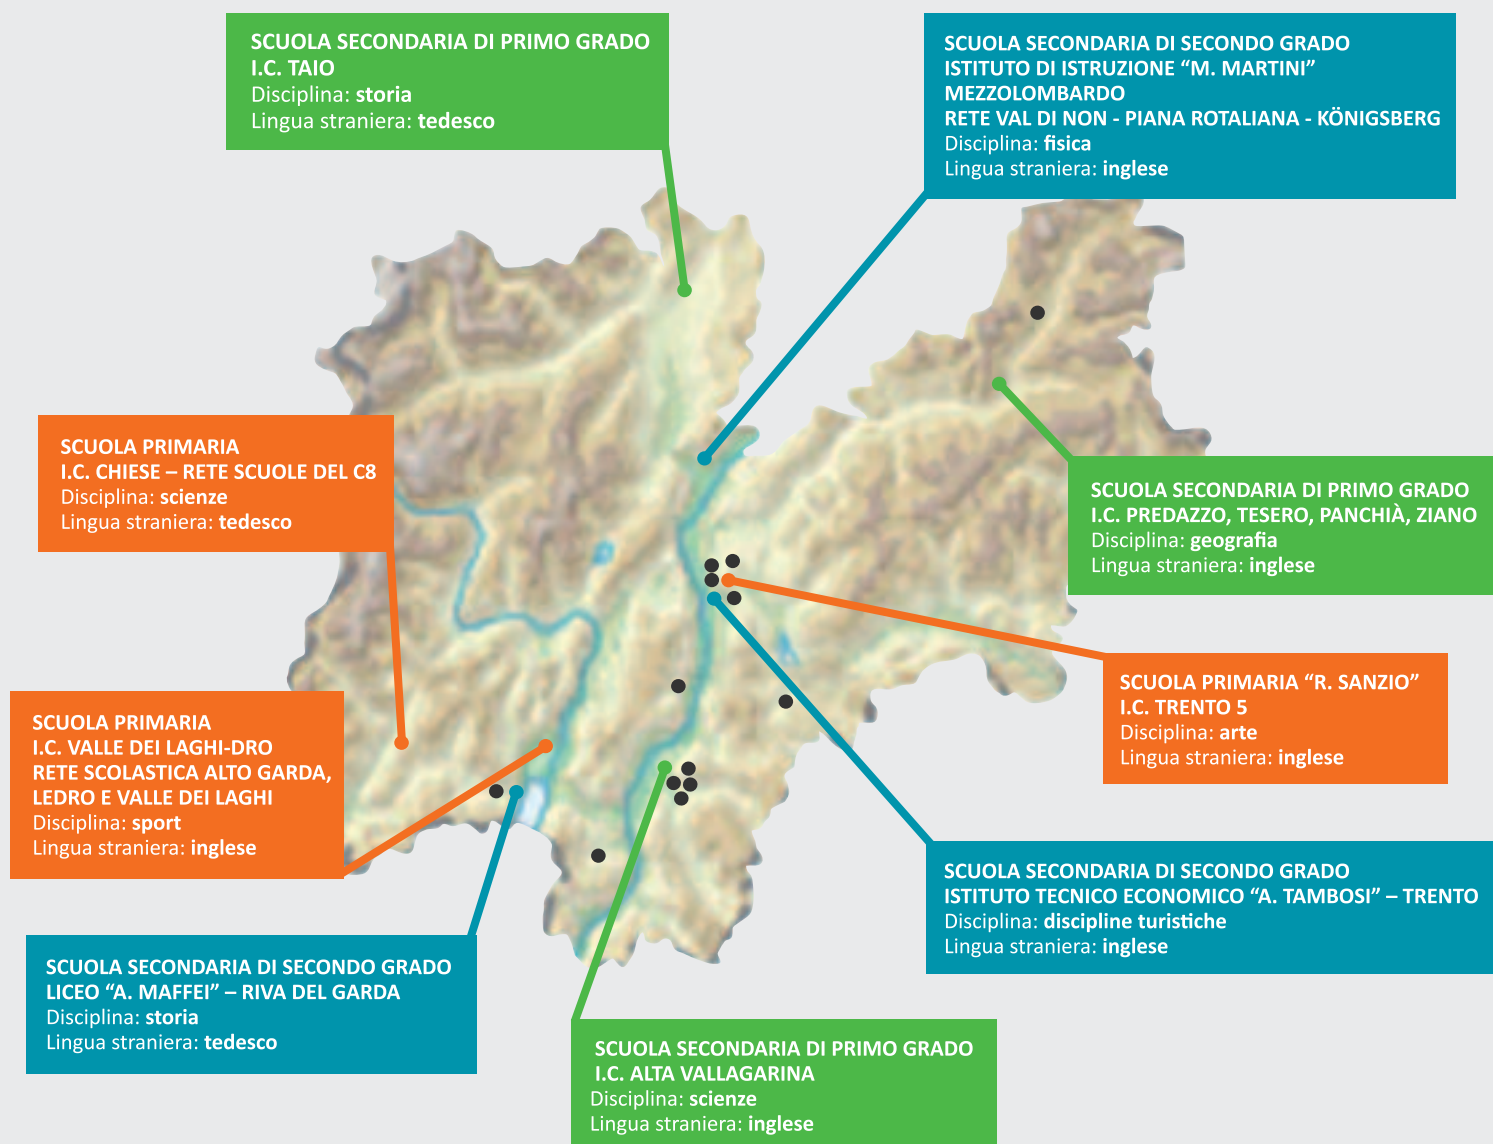 SCUOLA SECONDARIA DI PRIMO GRADO
I.C. TAIO
Disciplina: storia
Lingua straniera: tedesco
SCUOLA SECONDARIA DI SECONDO GRADO
ISTITUTO DI ISTRUZIONE “M. MARTINI”
MEZZOLOMBARDO
RETE VAL DI NON - PIANA ROTALIANA - KÖNIGSBERG
Disciplina: fisica
Lingua straniera: inglese
SCUOLA PRIMARIA
I.C. CHIESE – RETE SCUOLE DEL C8
Disciplina: scienze
Lingua straniera: tedesco
SCUOLA SECONDARIA DI PRIMO GRADO
I.C. PREDAZZO, TESERO, PANCHIÀ, ZIANO
Disciplina: geografia
Lingua straniera: inglese
SCUOLA PRIMARIA “R. SANZIO”
I.C. TRENTO 5
Disciplina: arte
Lingua straniera: inglese
SCUOLA PRIMARIA
I.C. VALLE DEI LAGHI-DRO
RETE SCOLASTICA ALTO GARDA,
LEDRO E VALLE DEI LAGHI
Disciplina: sport
Lingua straniera: inglese
SCUOLA SECONDARIA DI SECONDO GRADO
ISTITUTO TECNICO ECONOMICO “A. TAMBOSI” – TRENTO
Disciplina: discipline turistiche
Lingua straniera: inglese
SCUOLA SECONDARIA DI SECONDO GRADO
LICEO “A. MAFFEI” – RIVA DEL GARDA
Disciplina: storia
Lingua straniera: tedesco
SCUOLA SECONDARIA DI PRIMO GRADO
I.C. ALTA VALLAGARINA
Disciplina: scienze
Lingua straniera: inglese